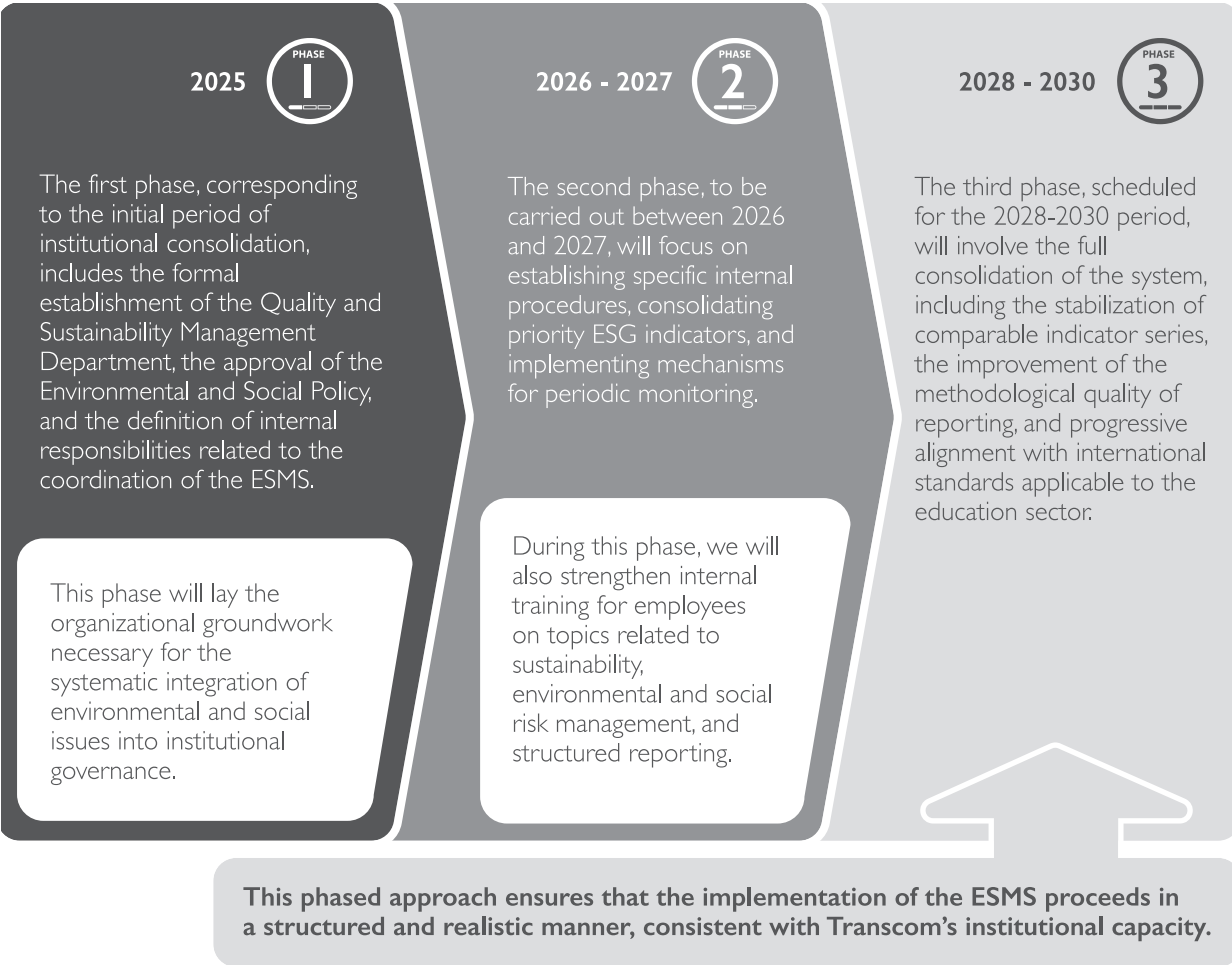 2025
PHASE
1
The first phase, corresponding
to the initial period of
institutional consolidation,
includes the formal
establishment of the Quality and
Sustainability Management
Department, the approval of the
Environmental and Social Policy,
and the definition of internal
responsibilities related to the
coordination of the ESMS.
This phase will lay the
organizational groundwork
necessary for the
systematic integration of
environmental and social
issues into institutional
governance.
2026 - 2027
PHASE
2
The second phase, to be
carried out between 2026
and 2027, will focus on
establishing specific internal
procedures, consolidating
priority ESG indicators, and
implementing mechanisms
for periodic monitoring.
During this phase, we will
also strengthen internal
training for employees
on topics related to
sustainability,
environmental and social
risk management, and
structured reporting.
2028 - 2030
PHASE
3
The third phase, scheduled
for the 2028-2030 period,
will involve the full
consolidation of the system,
including the stabilization of
comparable indicator series,
the improvement of the
methodological quality of
reporting, and progressive
alignment with international
standards applicable to the
education sector.
This phased approach ensures that the implementation of the ESMS proceeds in
a structured and realistic manner, consistent with Transcom’s institutional capacity.